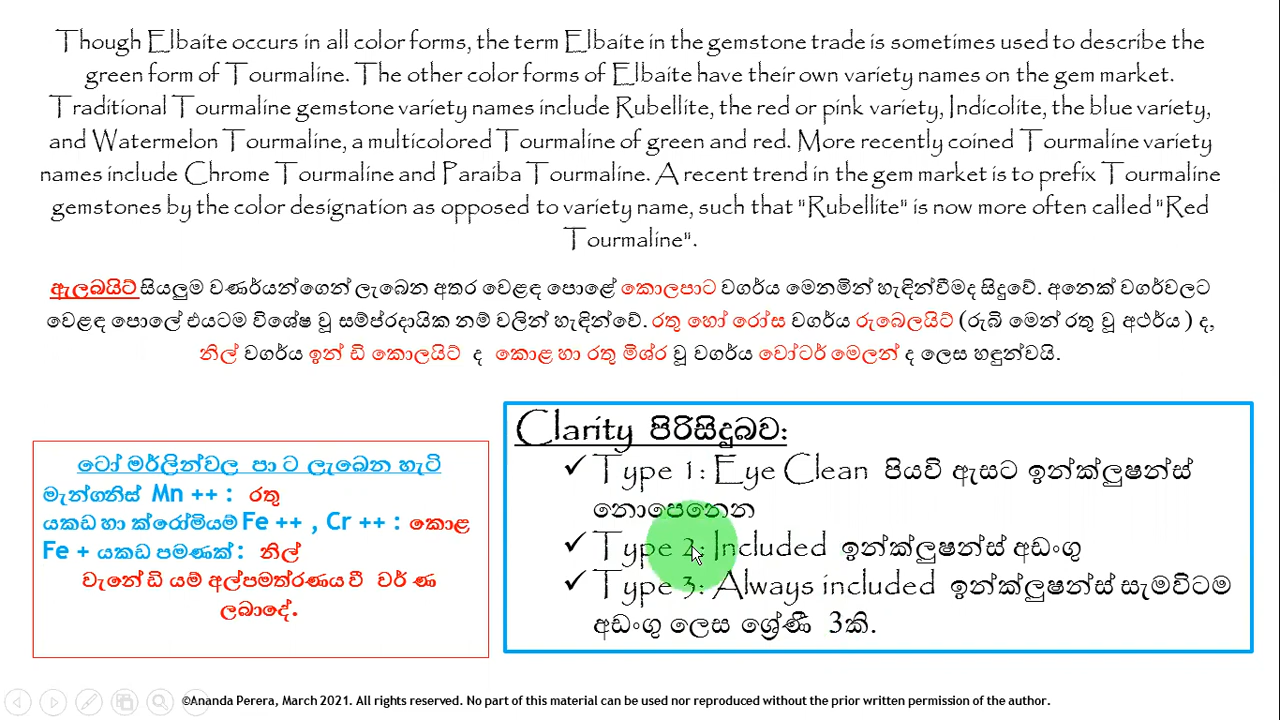 Though Elbaite occurs in all color forms, the term Elbaite in the gemstone trade is sometimes used to describe the
green form of Tourmaline. The other color forms of Elbaite have their own variety names on the gem market.
Traditional Tourmaline gemstone variety names include Rubellite, the red or pink variety, Indicolite, the blue variety,
and Watermelon Tourmaline, a multicolored Tourmaline of green and red. More recently coined Tourmaline variety
names include Chrome Tourmaline and Paraiba Tourmaline. A recent trend in the gem market is to prefix Tourmaline
gemstones by the color designation as opposed to variety name, such that "Rubellite" is now more often called "Red
Tourmaline".
ඇලබයිට් සියලුම වර්ණයන්ගෙන් ලැබෙන අතර වෙළඳ පොළේ කොලපාට වගර්ය මෙනමින් හැඳින්වීමද සිදුවේ. අනෙක් වගර්වලට
වෙළඳ පොලේ එයටම විශේෂ වූ සම්ප්රදායික නම් වලින් හැඳින්වේ. රතු හෝ රෝස වගර්ය රුබෙලයිට් (රුබි මෙන් රතු වූ අථර්ය ) ද,
නිල් වගර්ය ඉන් ඩි කොලයිට් ද කොළ හා රතු මිශ්ර වූ වගර්ය වෝටර් මෙලන් ද ලෙස හඳුන්වයි.
ටෝ මර්ලින්වල පා ට ලැබෙන හැටි
මැන්ගනිස් Mn ++ : රතු
යකඩ හා ක්රෝමියම් Fe ++ , Cr ++ : කොළ
Fe + යකඩ පමණක් : නිල්
වැනේ ඩි යම් අල්පමත්රණය වී වර් ණ
ලබාදේ.
Clarity පිරිසිදුබව:
✓ Type 1: Eye Clean පියවි ඇසට ඉන්ක්ලුෂන්ස්
නොපෙනෙන
✓ Type 2: Included ඉන්ක්ලුෂන්ස් අඩංගු
✓ Type 3: Always included ඉන්ක්ලුෂන්ස් සැමවිටම
අඩංගු ලෙස ශ්රේණී 3කි.
©Ananda Perera, March 2021. All rights reserved. No part of this material can be used nor reproduced without the prior written permission of the author.